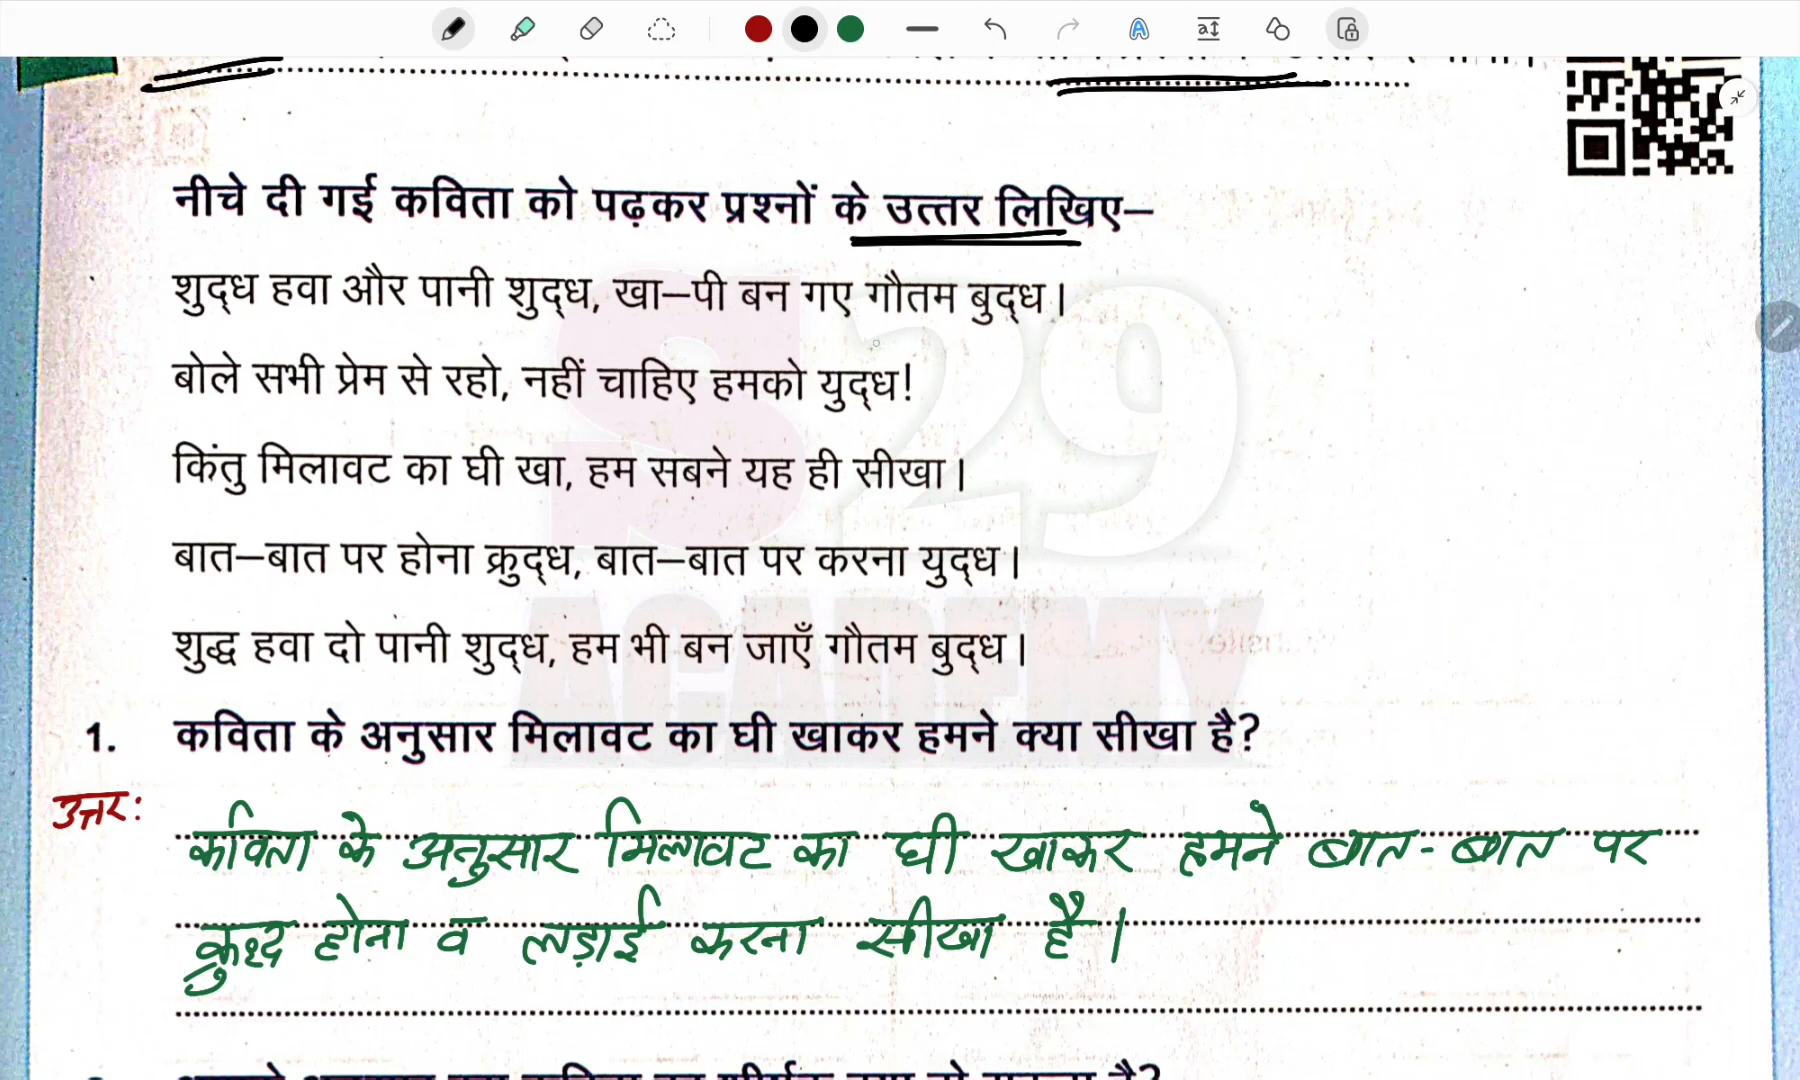 नीचे दी गई कविता को पढ़कर प्रश्नों के उत्तर लिखिए–
शुद्ध हवा और पानी शुद्ध, खा–पी बन गए गौतम बुद्ध।
बोले सभी प्रेम से रहो, नहीं चाहिए हमको युद्ध!
किंतु मिलावट का घी खा, हम सबने यह ही सीखा।
बात–बात पर होना क्रुद्ध, बात–बात पर करना युद्ध।
शुद्ध हवा दो पानी शुद्ध, हम भी बन जाएँ गौतम बुद्ध।
S29
ACADEMY
1. कविता के अनुसार मिलावट का घी खाकर हमने क्या सीखा है?
उत्तर:
कविता के अनुसार मिलावट का घी खाकर हमने बात-बात पर
क्रुध्द होना व लड़ाई करना सीखा है।